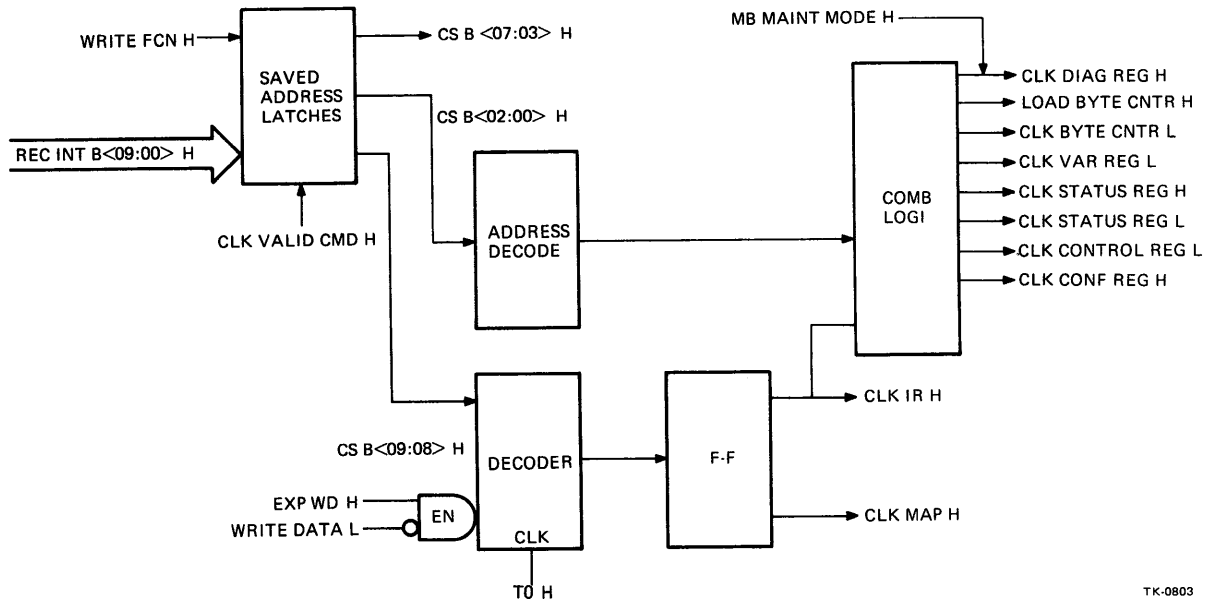 MB MAINT MODE H
WRITE FCN H
CS B <07:03> H
SAVED
ADDRESS
LATCHES
CLK DIAG REG H
LOAD BYTE CNTR H
CS B<02:00> H
CLK BYTE CNTR L
REC INT B<09:00> H
CLK VAR REG L
COMB
LOGI
CLK STATUS REG H
CLK STATUS REG L
CLK VALID CMD H
ADDRESS
DECODE
CLK CONTROL REG L
CLK CONF REG H
CLK IR H
CS B<09:08> H
DECODER
F-F
EXP WD H
EN
WRITE DATA L
CLK MAP H
CLK
T0 H
TK-0803